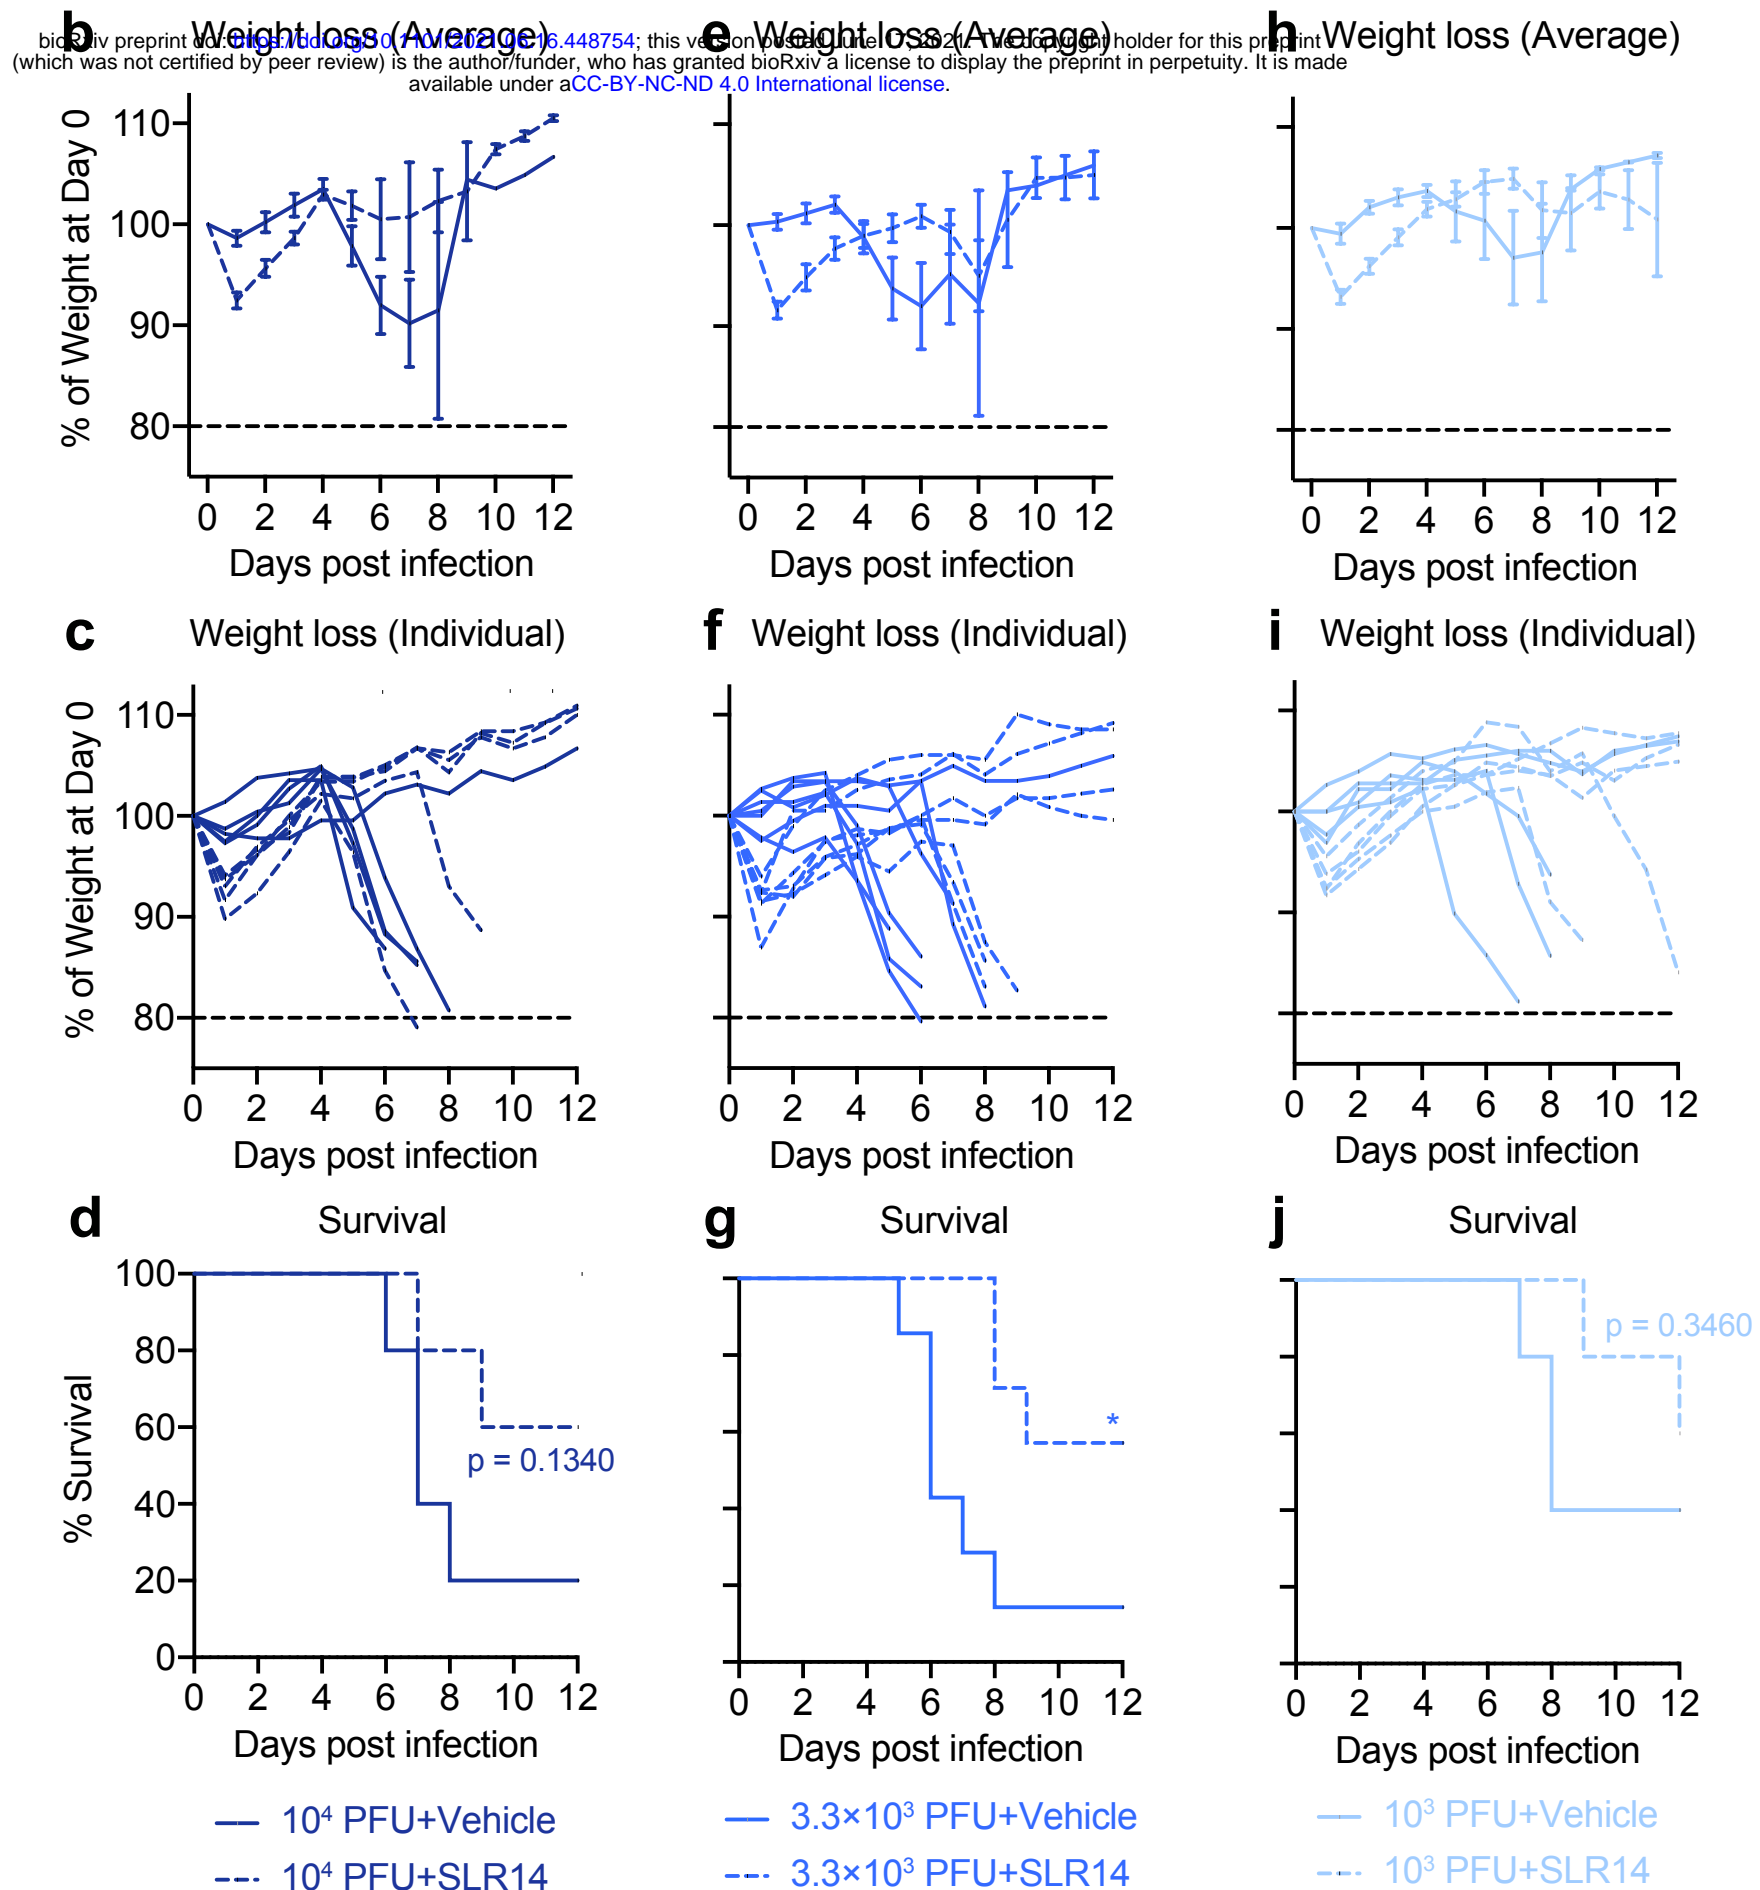 b Weight loss (Average) e Weight loss (Average) h Weight loss (Average)
bioRxiv preprint doi: https://doi.org/10.1101/2021.06.16.448754; this version posted June 17, 2021. The copyright holder for this preprint
(which was not certified by peer review) is the author/funder, who has granted bioRxiv a license to display the preprint in perpetuity. It is made
available under aCC-BY-NC-ND 4.0 International license.
% of Weight at Day 0
110
100
90
80
0 2 4 6 8 10 12 0 2 4 6 8 10 12 0 2 4 6 8 10 12
Days post infection Days post infection Days post infection
c Weight loss (Individual) f Weight loss (Individual) i Weight loss (Individual)
% of Weight at Day 0
110
100
90
80
0 2 4 6 8 10 12 0 2 4 6 8 10 12 0 2 4 6 8 10 12
Days post infection Days post infection Days post infection
d Survival g Survival j Survival
% Survival
100
80
60
40
20
0
p = 0.1340
*
p = 0.3460
0 2 4 6 8 10 12 0 2 4 6 8 10 12 0 2 4 6 8 10 12
Days post infection Days post infection Days post infection
10⁴ PFU+Vehicle 3.3×10³ PFU+Vehicle 10³ PFU+Vehicle
10⁴ PFU+SLR14 3.3×10³ PFU+SLR14 10³ PFU+SLR14